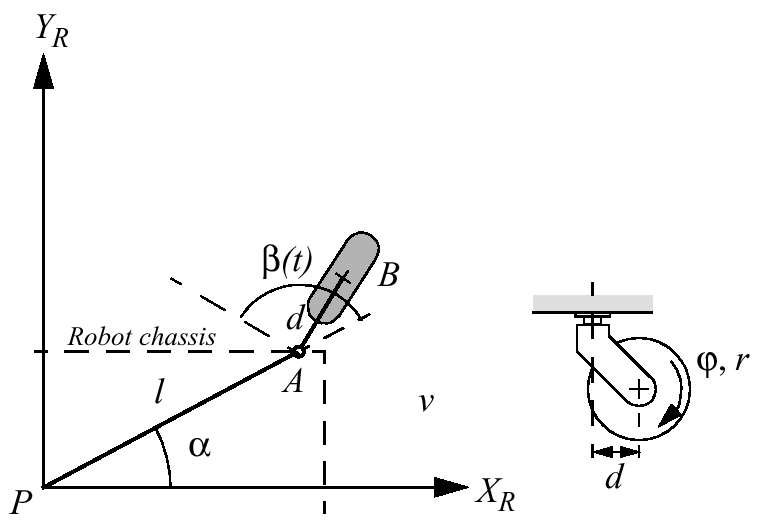 Y_R
β(t)
B
d
Robot chassis
A
l
v
α
P
X_R
φ, r
d